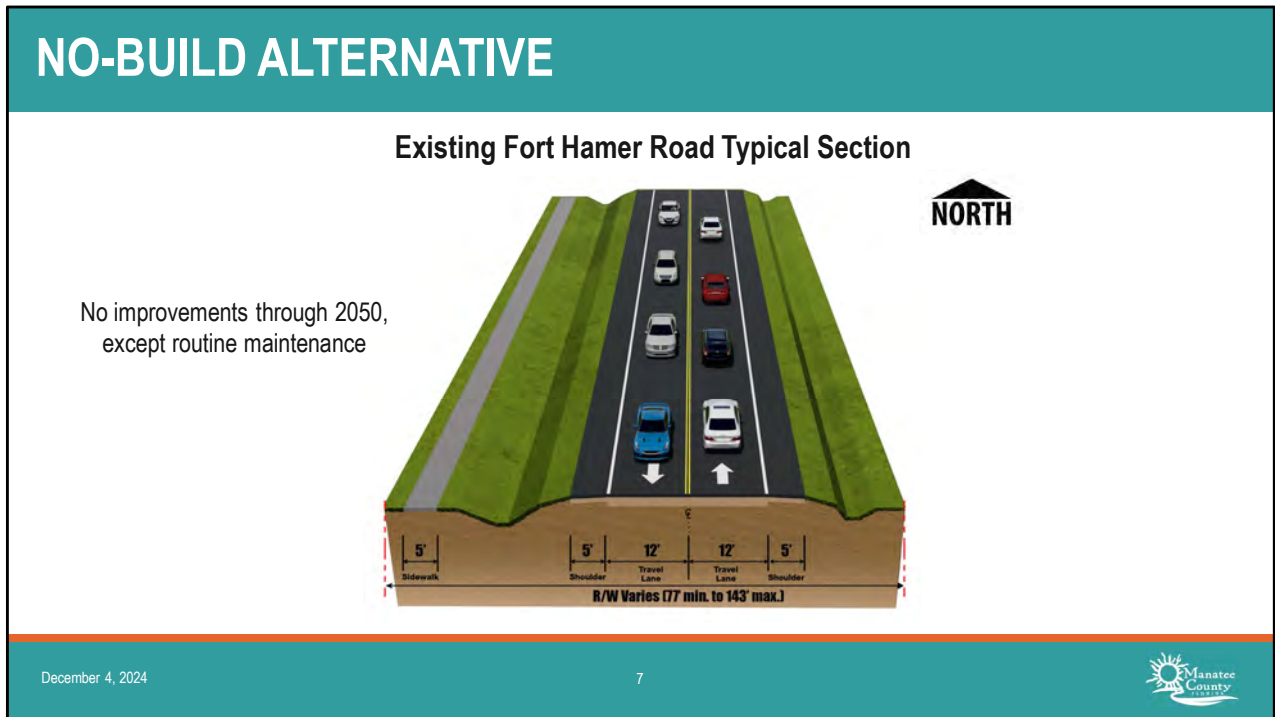 NO-BUILD ALTERNATIVE
Existing Fort Hamer Road Typical Section
NORTH
No improvements through 2050,
except routine maintenance
5' 5' 12' 12' 5'
Sidewalk Shoulder Travel Lane Travel Lane Shoulder
R/W Varies (77' min. to 143' max.)
December 4, 2024
7
Manatee
County
FLORIDA